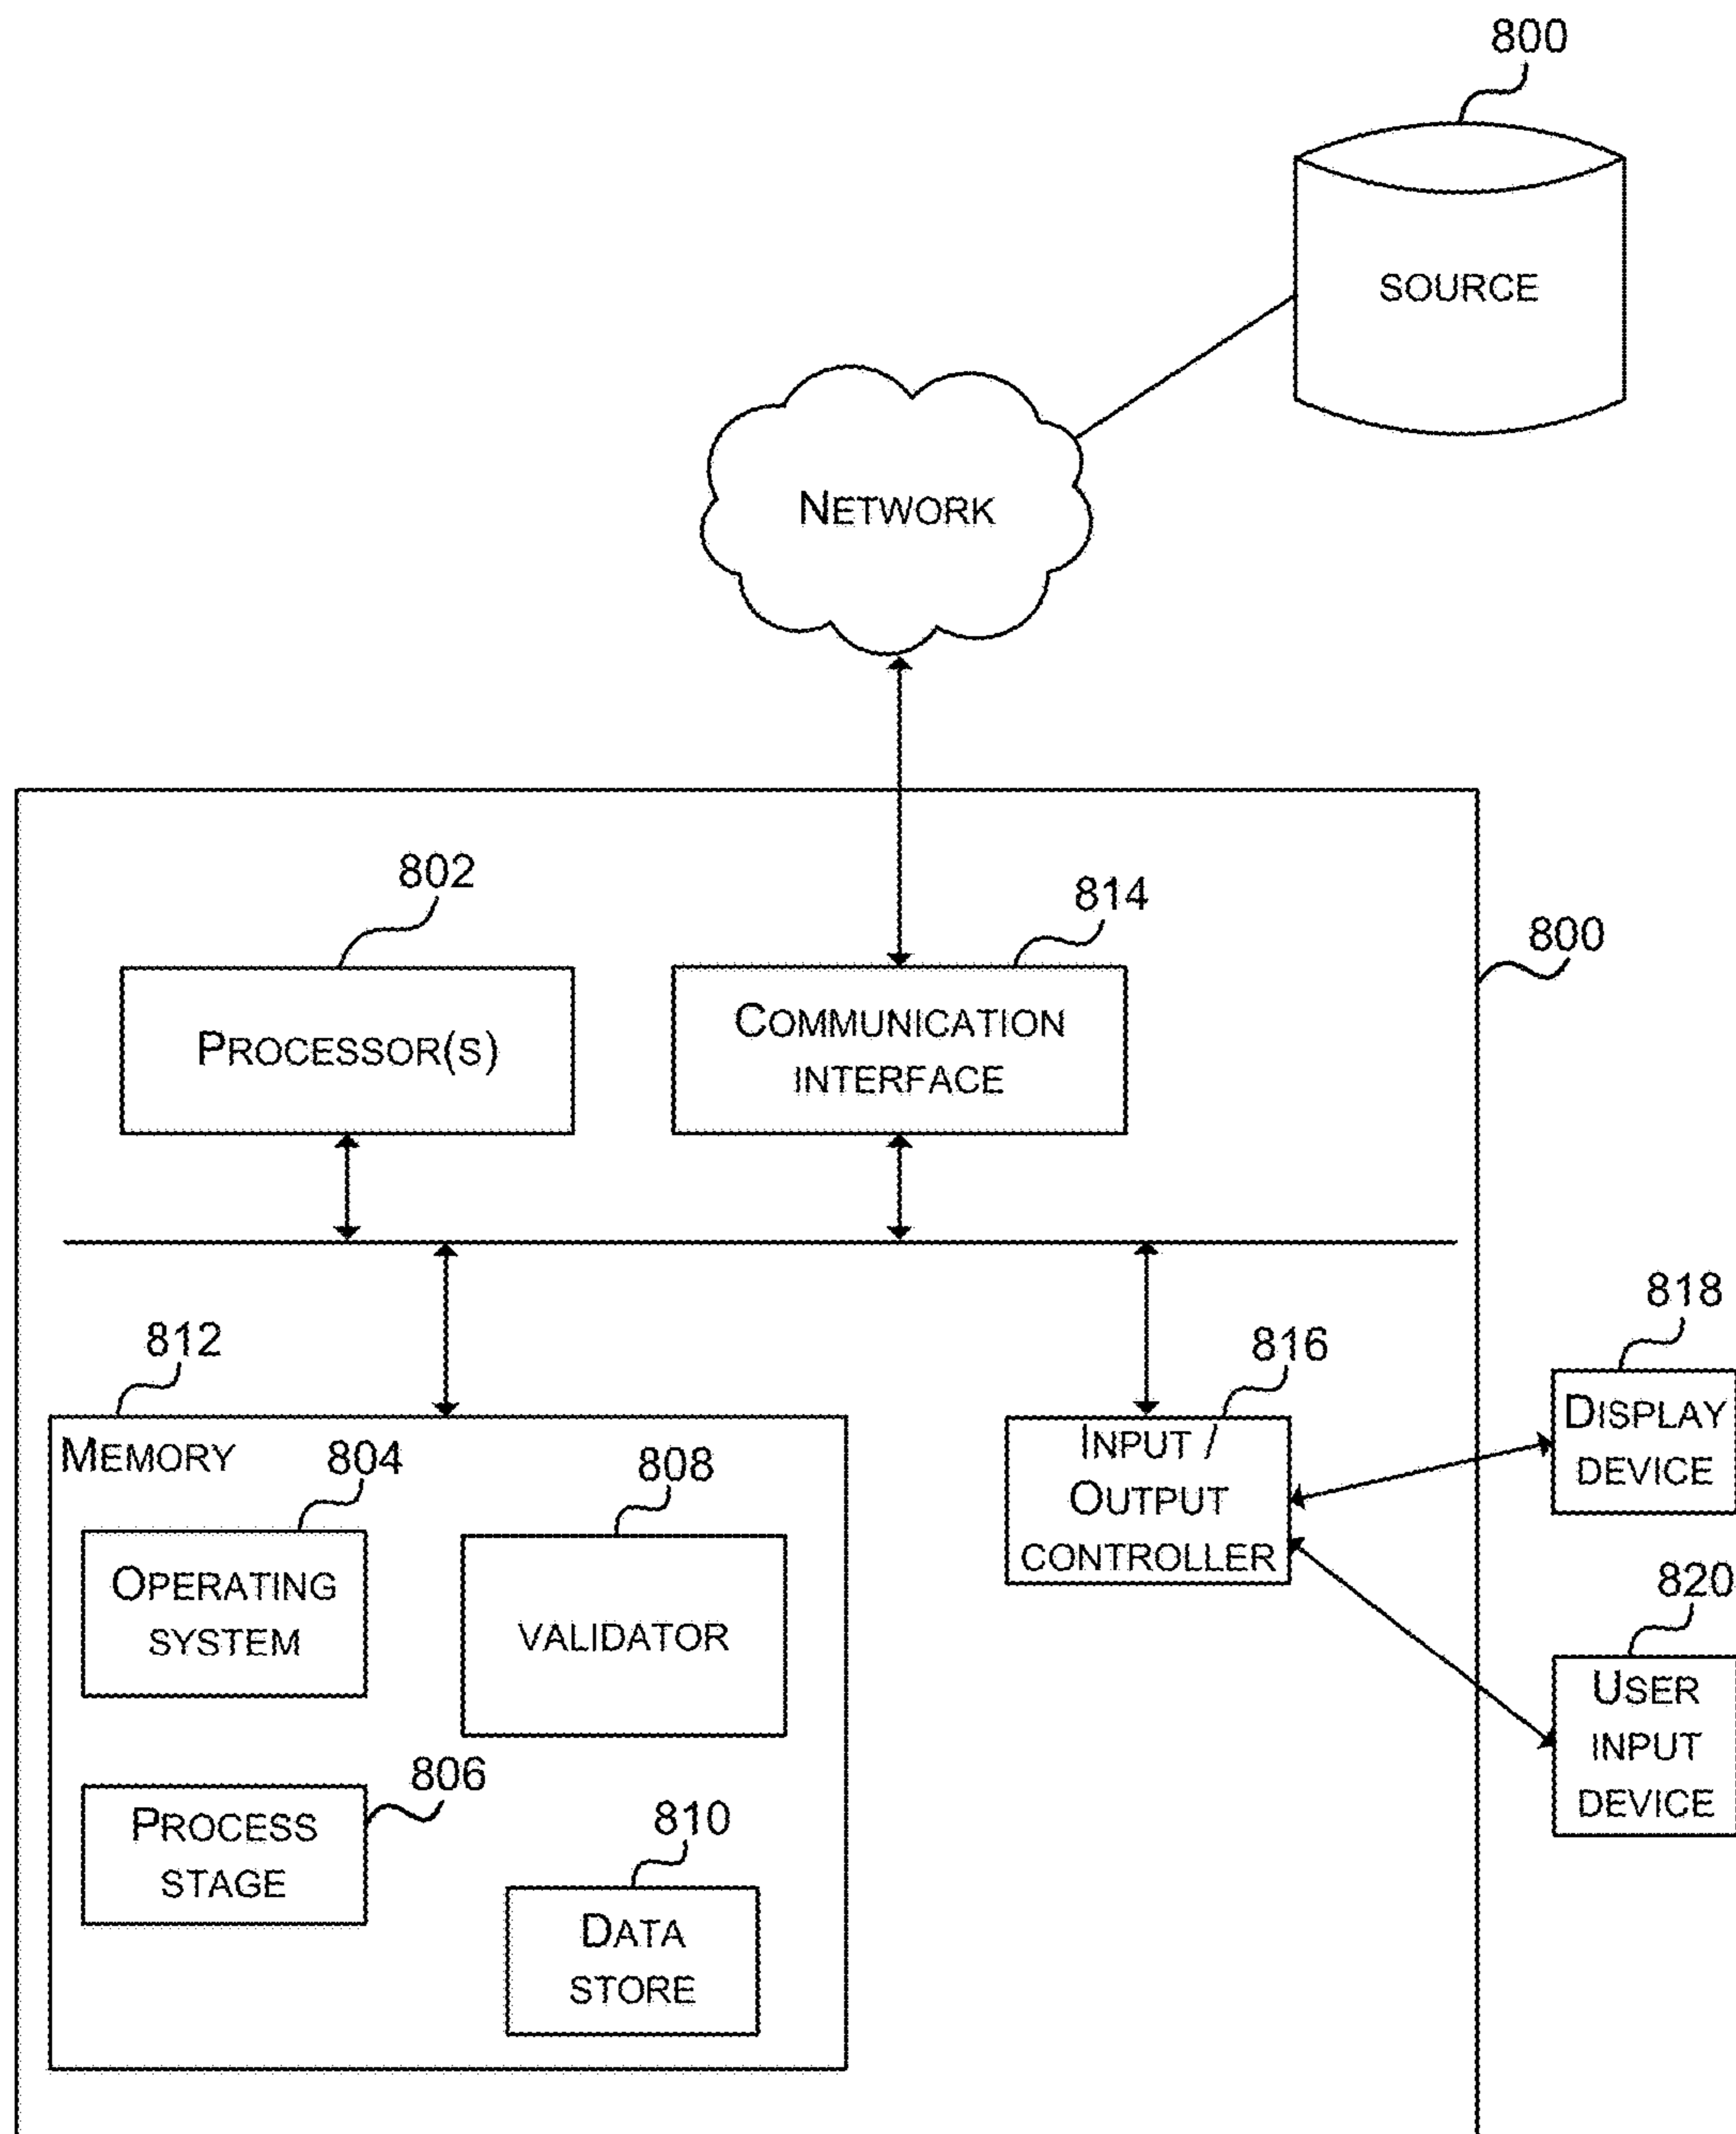 800
SOURCE
NETWORK
802
814
800
PROCESSOR(S)
COMMUNICATION
INTERFACE
812
816
818
MEMORY
804
808
INPUT /
OUTPUT
CONTROLLER
DISPLAY
DEVICE
OPERATING
SYSTEM
VALIDATOR
820
USER
INPUT
DEVICE
806
PROCESS
STAGE
810
DATA
STORE